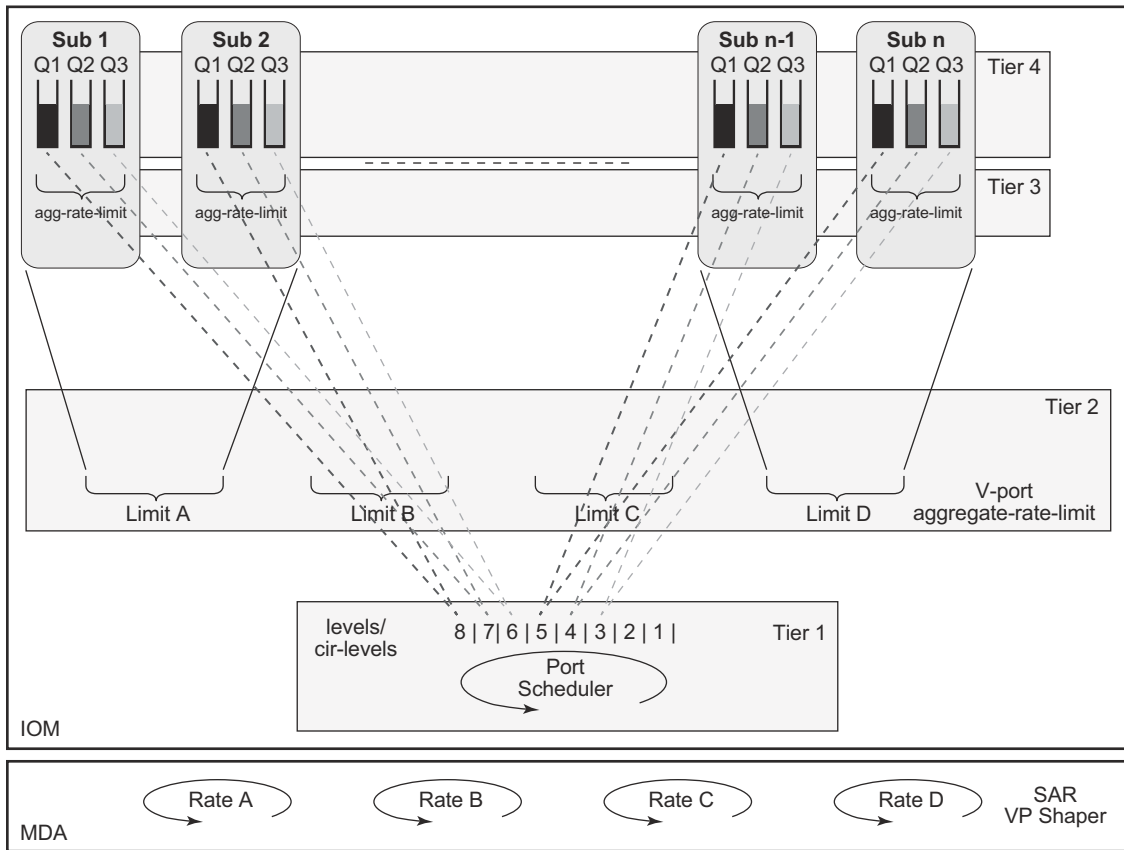 Sub 1 Sub 2 Sub n-1 Sub n
Q1 Q2 Q3 Q1 Q2 Q3 Q1 Q2 Q3 Q1 Q2 Q3
Tier 4
Tier 3
agg-rate-limit agg-rate-limit agg-rate-limit agg-rate-limit
Tier 2
Limit A Limit B Limit C Limit D
V-port
aggregate-rate-limit
levels/
cir-levels
8 | 7 | 6 | 5 | 4 | 3 | 2 | 1 |
Tier 1
Port
Scheduler
IOM
Rate A Rate B Rate C Rate D
SAR
VP Shaper
MDA